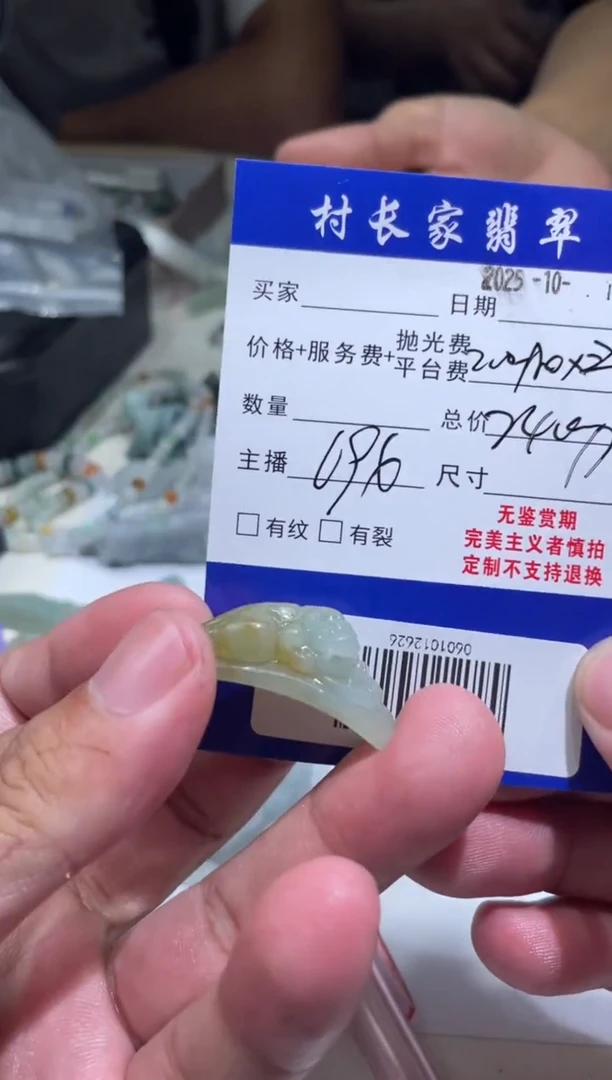 村长家翡翠
买家
日期 2025-10-
价格+服务费+抛光费
平台费
数量
总价
主播 696
尺寸
□有纹 □有裂
无鉴赏期
完美主义者慎拍
定制不支持退换
0601012626